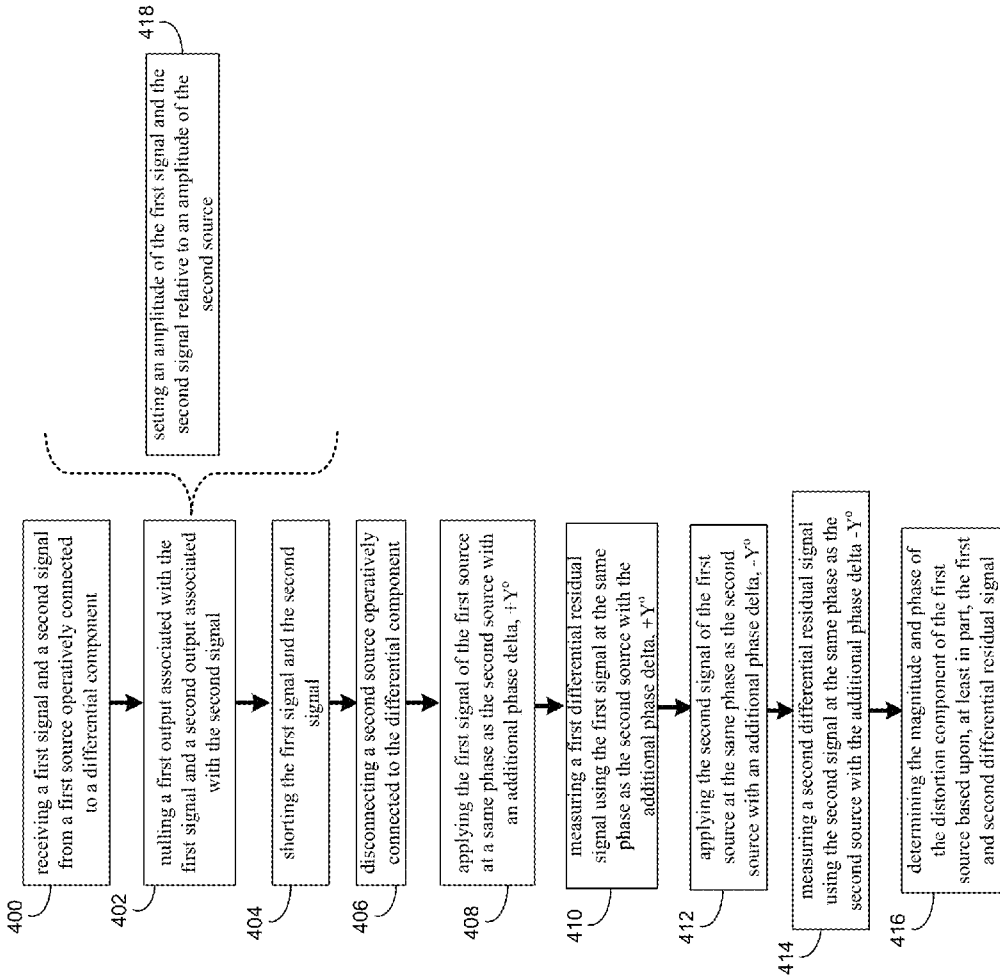 400
receiving a first signal and a second signal
from a first source operatively connected
to a differential component
402
nulling a first output associated with the
first signal and a second output associated
with the second signal
418
setting an amplitude of the first signal and the
second signal relative to an amplitude of the
second source
404
shorting the first signal and the second
signal
406
disconnecting a second source operatively
connected to the differential component
408
applying the first signal of the first source
at a same phase as the second source with
an additional phase delta, +Y°
410
measuring a first differential residual
signal using the first signal at the same
phase as the second source with the
additional phase delta, +Y°
412
applying the second signal of the first
source at the same phase as the second
source with an additional phase delta, -Y°
414
measuring a second differential residual signal
using the second signal at the same phase as the
second source with the additional phase delta -Y°
416
determining the magnitude and phase of
the distortion component of the first
source based upon, at least in part, the first
and second differential residual signal